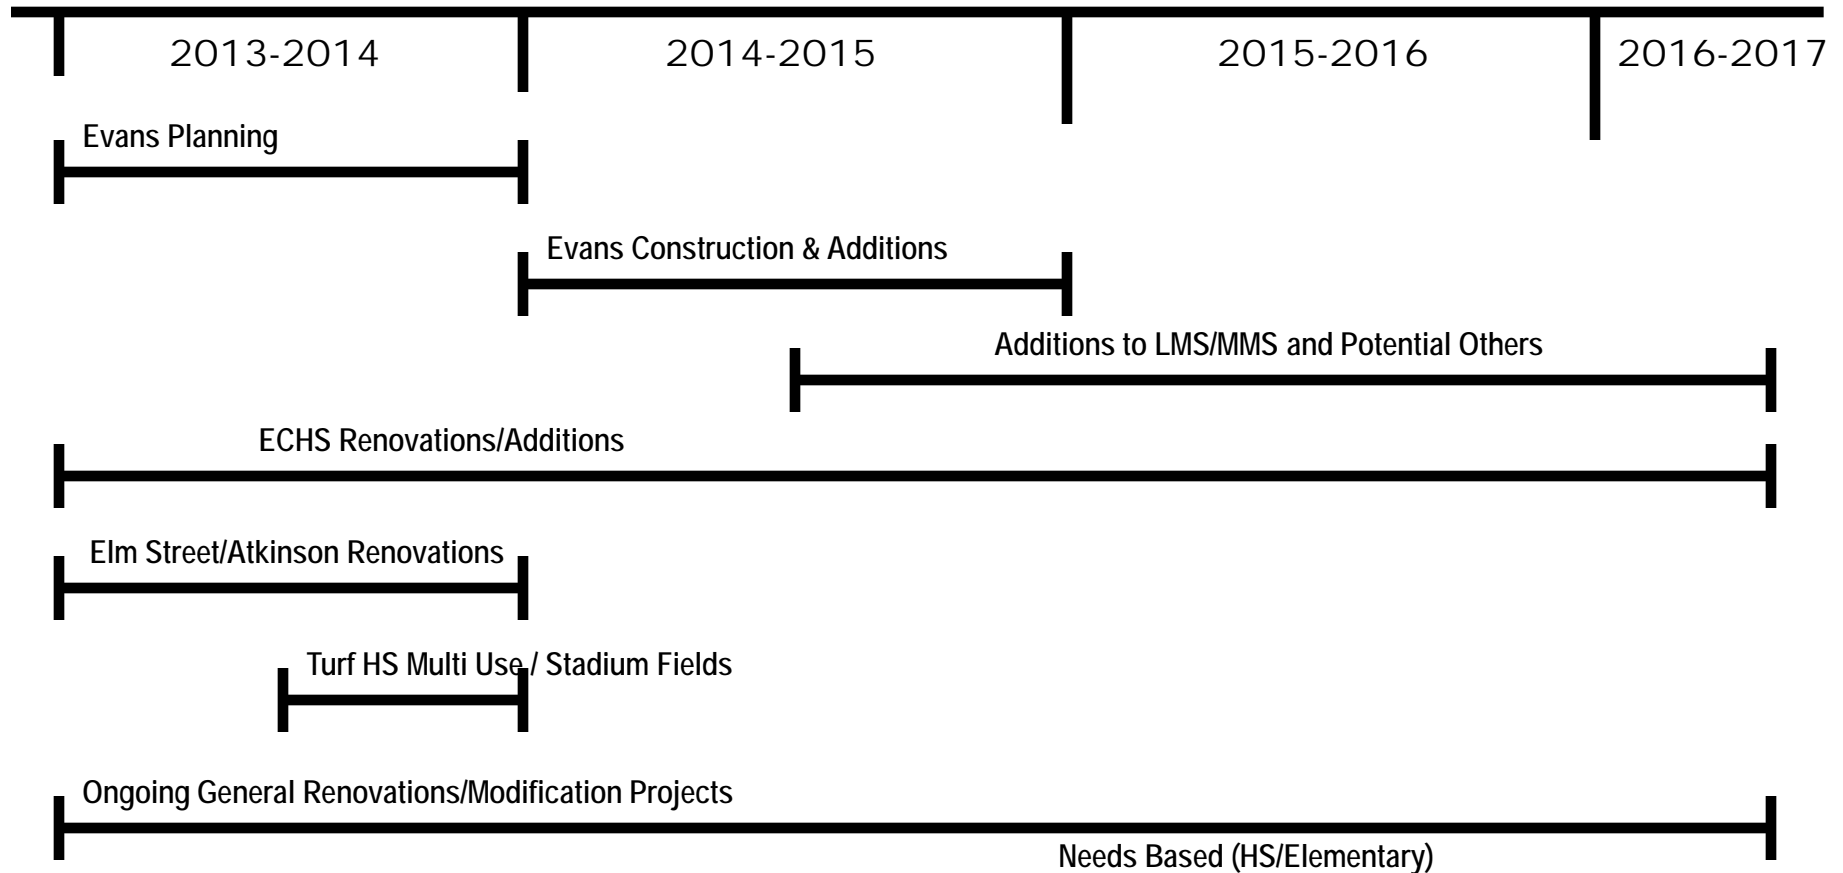 2013-2014 2014-2015 2015-2016 2016-2017
Evans Planning
Evans Construction & Additions
Additions to LMS/MMS and Potential Others
ECHS Renovations/Additions
Elm Street/Atkinson Renovations
Turf HS Multi Use / Stadium Fields
Ongoing General Renovations/Modification Projects
Needs Based (HS/Elementary)